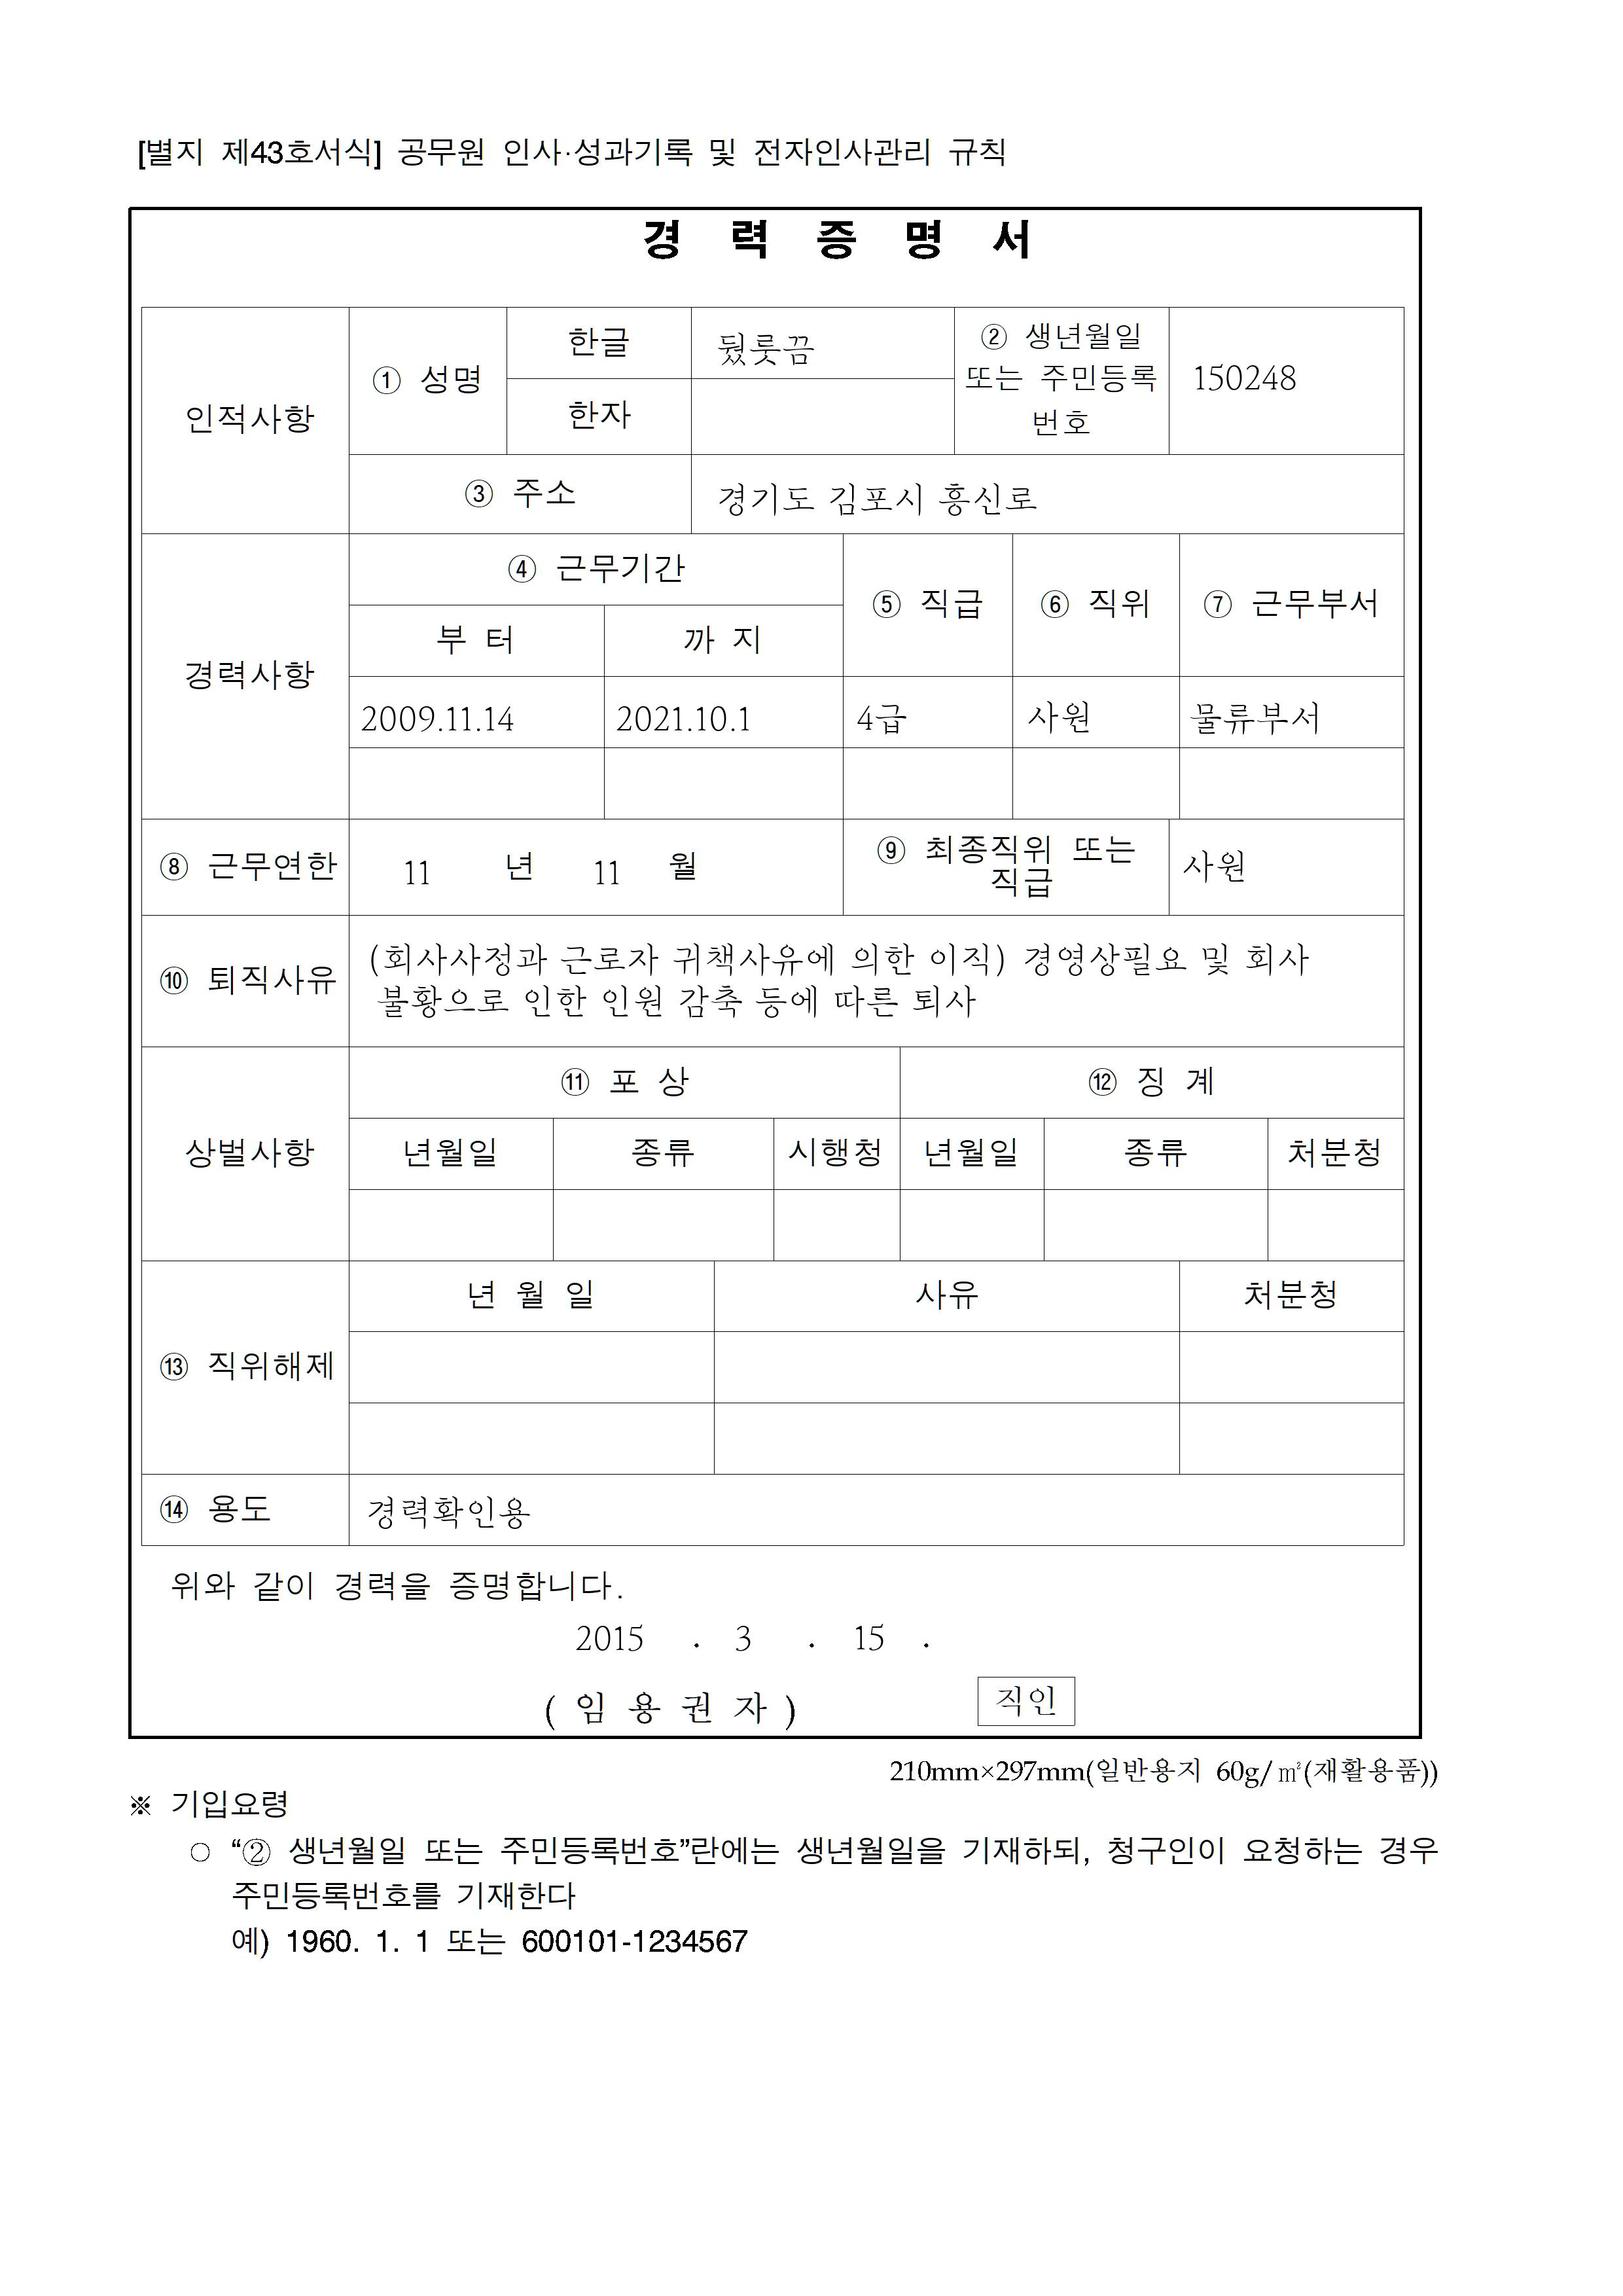 [별지 제43호서식] 공무원 인사·성과기록 및 전자인사관리 규칙
경 력 증 명 서
인적사항
① 성명
한글
뒸룻끔
② 생년월일
또는 주민등록
번호
150248
한자
③ 주소
경기도 김포시 흥신로
경력사항
④ 근무기간
⑤ 직급
⑥ 직위
⑦ 근무부서
부 터
까 지
2009.11.14
2021.10.1
4급
사원
물류부서
⑧ 근무연한
11 년 11 월
⑨ 최종직위 또는
직급
사원
⑩ 퇴직사유
(회사사정과 근로자 귀책사유에 의한 이직) 경영상필요 및 회사
불황으로 인한 인원 감축 등에 따른 퇴사
상벌사항
⑪ 포 상
⑫ 징 계
년월일
종류
시행청
년월일
종류
처분청
⑬ 직위해제
년 월 일
사유
처분청
⑭ 용도
경력확인용
위와 같이 경력을 증명합니다.
2015 . 3 . 15 .
( 임 용 권 자 )
직인
210mm×297mm(일반용지 60g/㎡(재활용품))
※ 기입요령
○ “② 생년월일 또는 주민등록번호”란에는 생년월일을 기재하되, 청구인이 요청하는 경우
주민등록번호를 기재한다
예) 1960. 1. 1 또는 600101-1234567